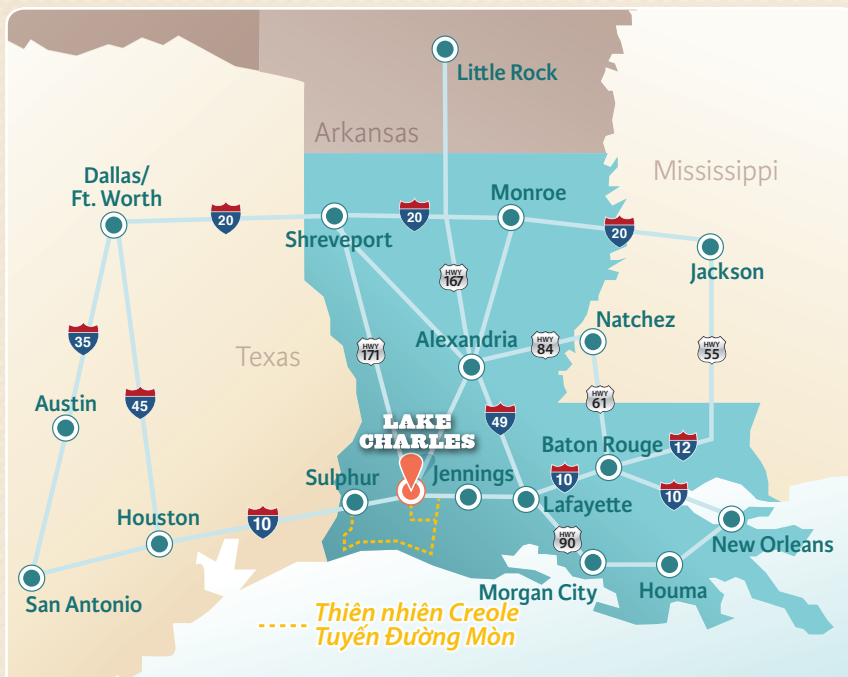 Little Rock
Arkansas
Mississippi
Dallas/
Ft. Worth
20
Shreveport
20
Monroe
20
Jackson
HWY
167
Natchez
Alexandria
HWY
84
HWY
171
HWY
55
Texas
35
45
HWY
61
Austin
49
LAKE
CHARLES
Baton Rouge
12
Sulphur
Jennings
10
10
Lafayette
Houston
10
HWY
90
New Orleans
Morgan City
Houma
San Antonio
Thiên nhiên Creole
Tuyến Đường Mòn